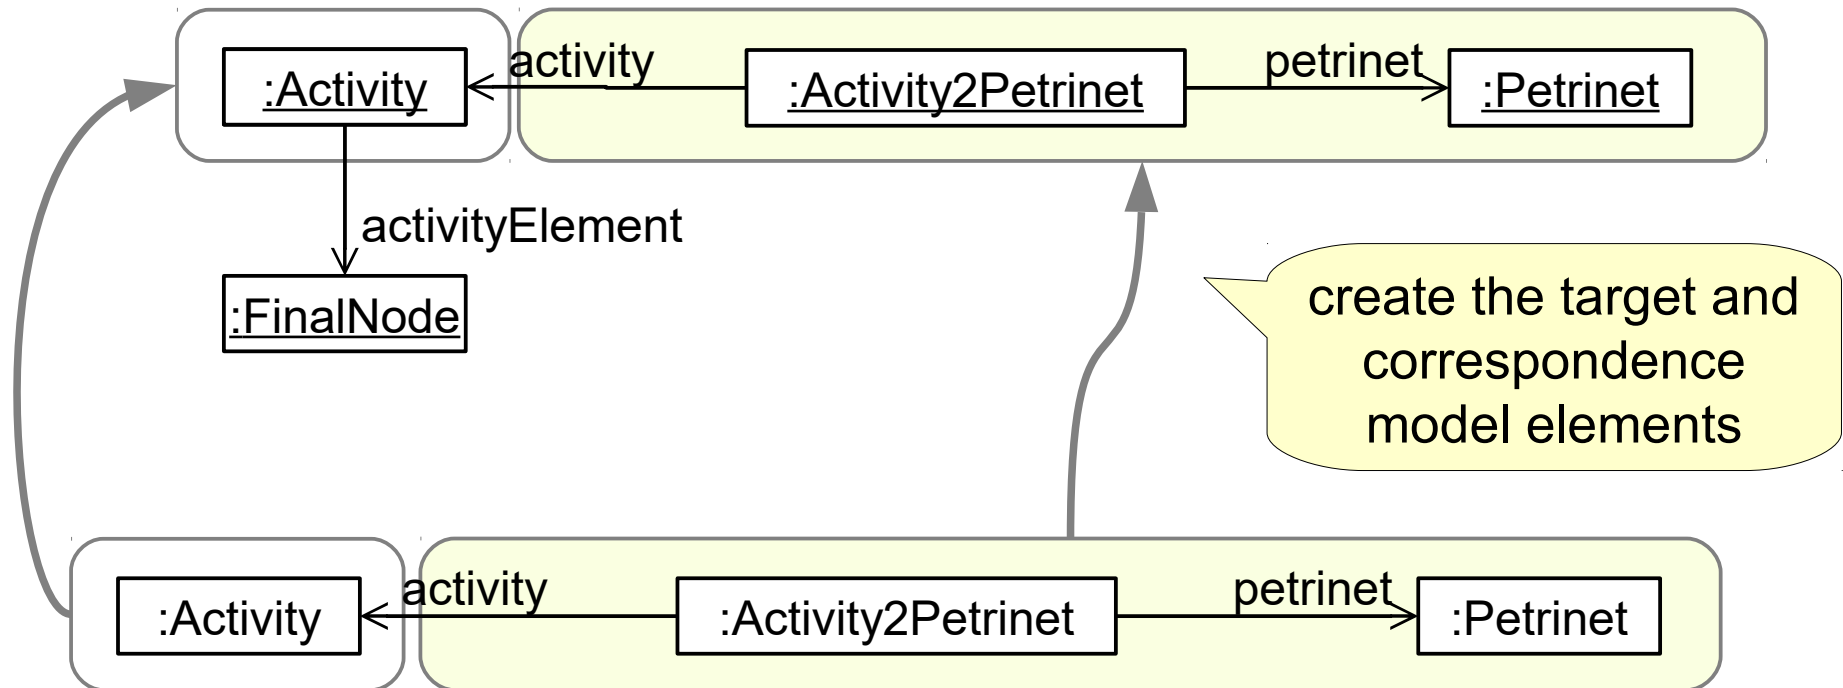 activity
petrinet
:Activity
:Activity2Petrinet
:Petrinet
activityElement
:FinalNode
create the target and
correspondence
model elements
activity
petrinet
:Activity
:Activity2Petrinet
:Petrinet